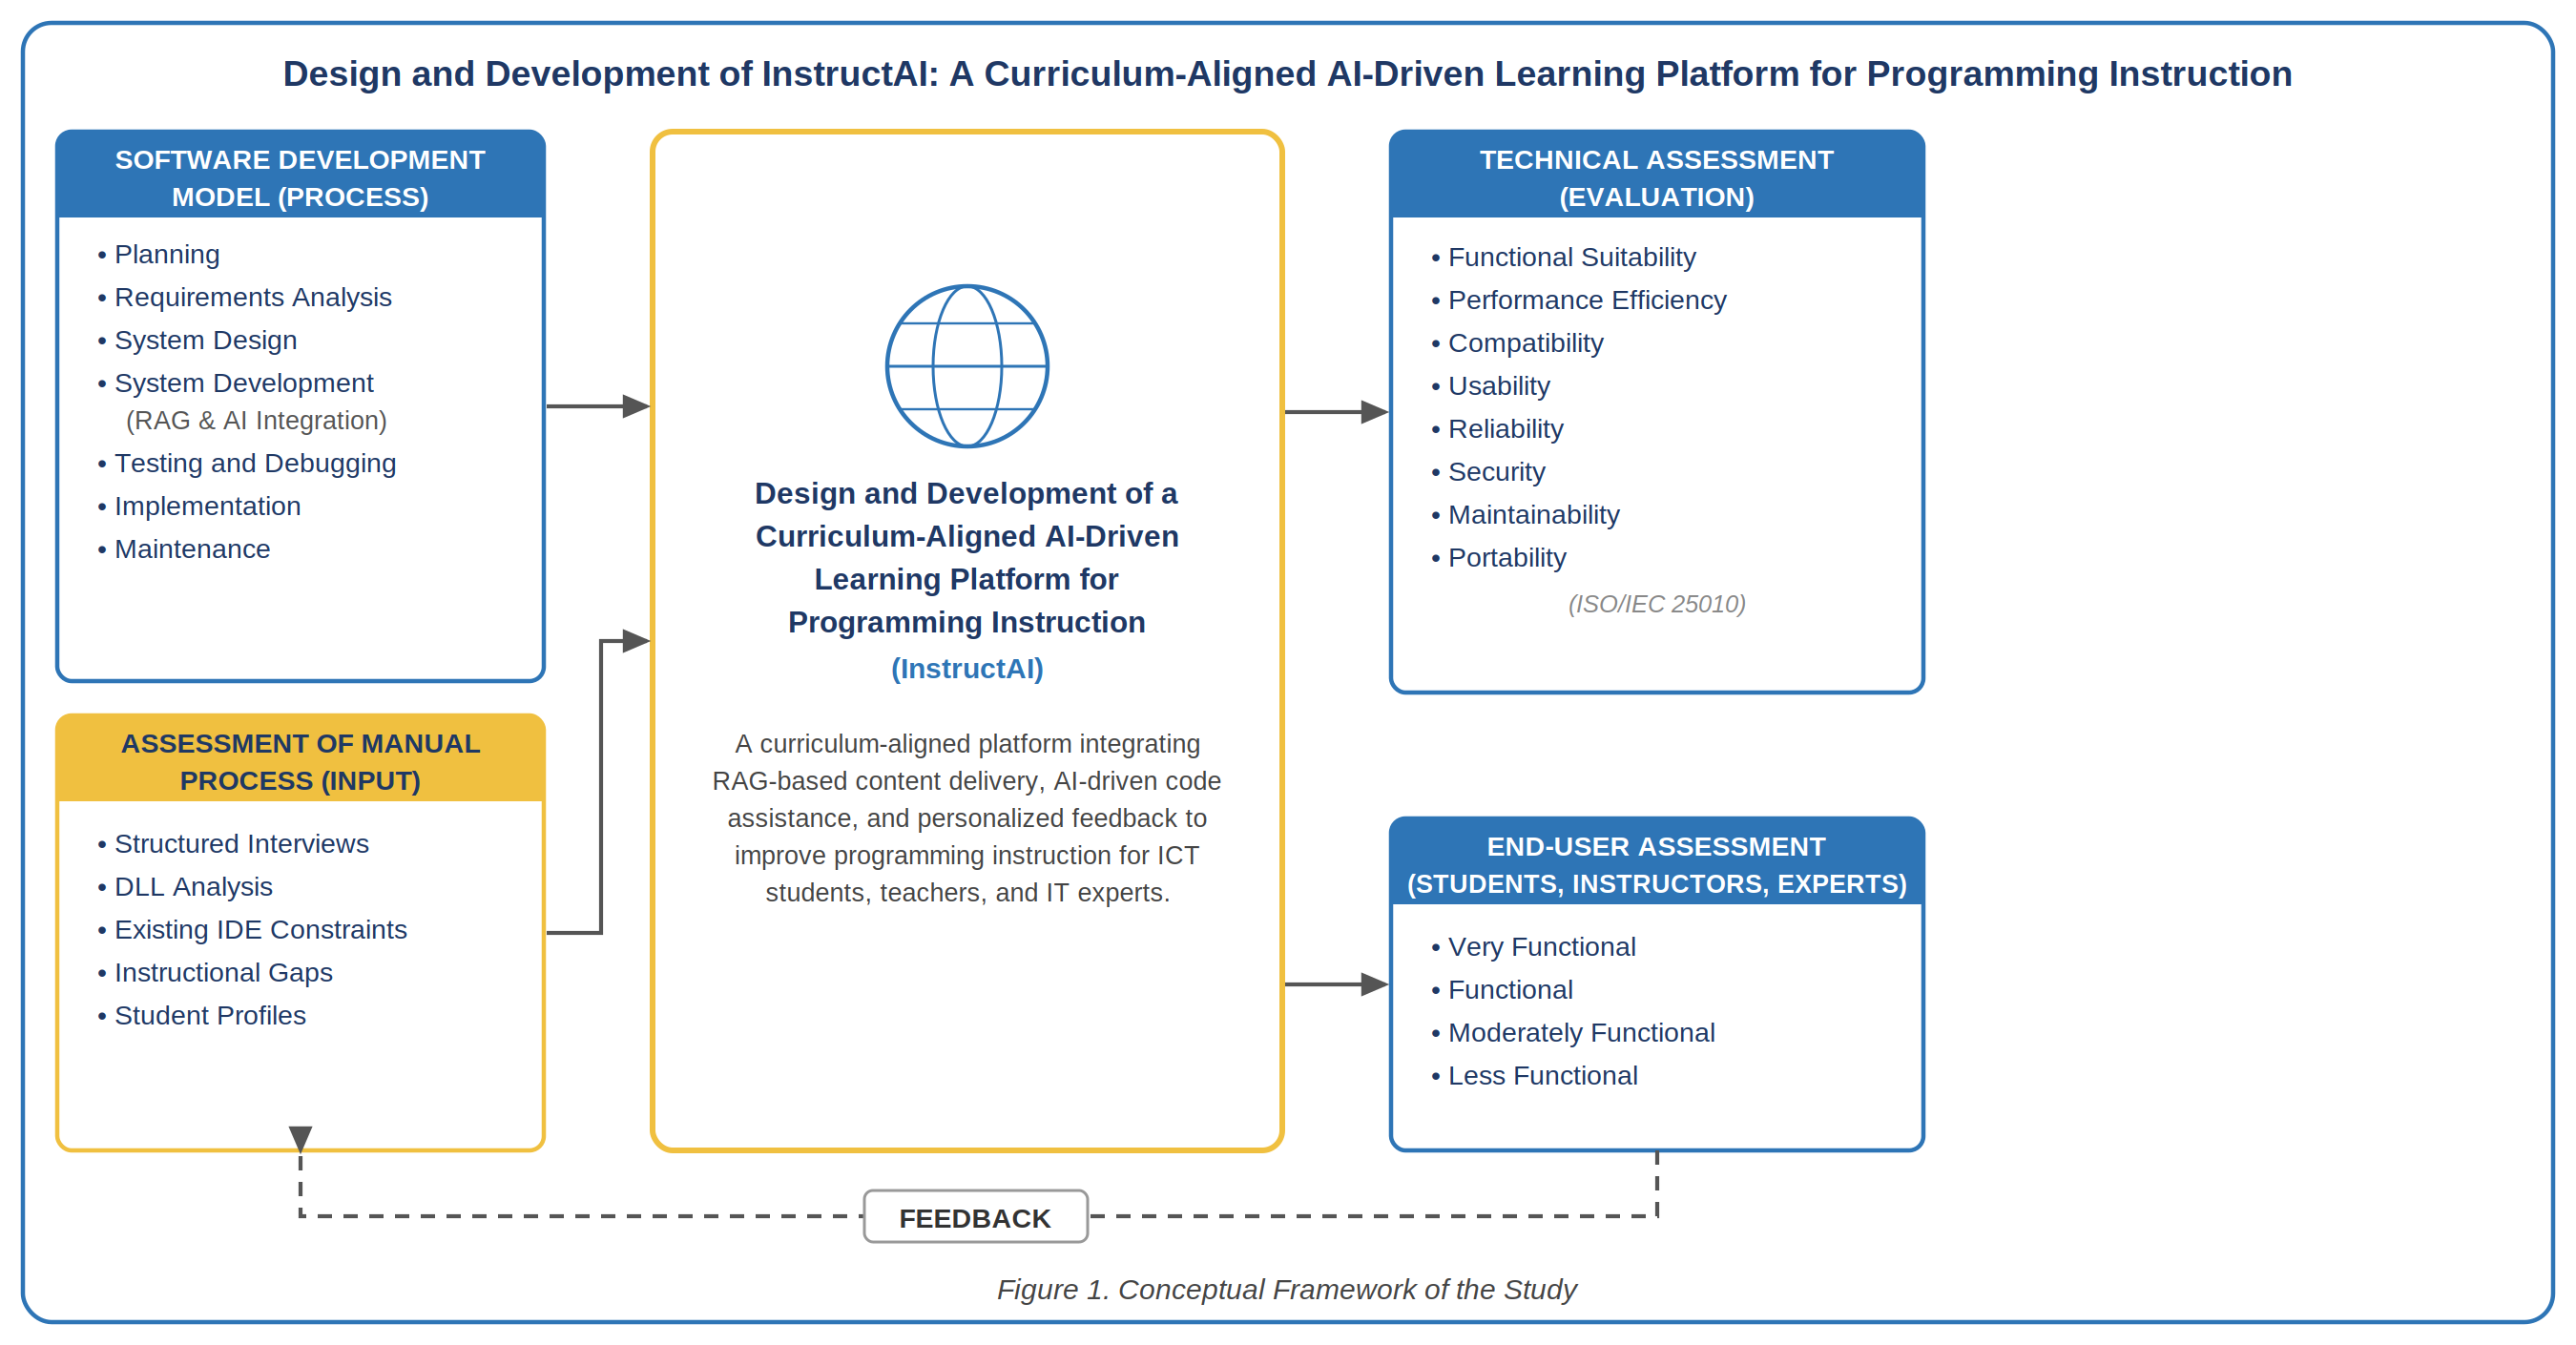 Design and Development of InstructAI: A Curriculum-Aligned AI-Driven Learning Platform for Programming Instruction
SOFTWARE DEVELOPMENT
MODEL (PROCESS)
• Planning
• Requirements Analysis
• System Design
• System Development
(RAG & AI Integration)
• Testing and Debugging
• Implementation
• Maintenance
ASSESSMENT OF MANUAL
PROCESS (INPUT)
• Structured Interviews
• DLL Analysis
• Existing IDE Constraints
• Instructional Gaps
• Student Profiles
Design and Development of a
Curriculum-Aligned AI-Driven
Learning Platform for
Programming Instruction
(InstructAI)
A curriculum-aligned platform integrating
RAG-based content delivery, AI-driven code
assistance, and personalized feedback to
improve programming instruction for ICT
students, teachers, and IT experts.
TECHNICAL ASSESSMENT
(EVALUATION)
• Functional Suitability
• Performance Efficiency
• Compatibility
• Usability
• Reliability
• Security
• Maintainability
• Portability
(ISO/IEC 25010)
END-USER ASSESSMENT
(STUDENTS, INSTRUCTORS, EXPERTS)
• Very Functional
• Functional
• Moderately Functional
• Less Functional
FEEDBACK
Figure 1. Conceptual Framework of the Study